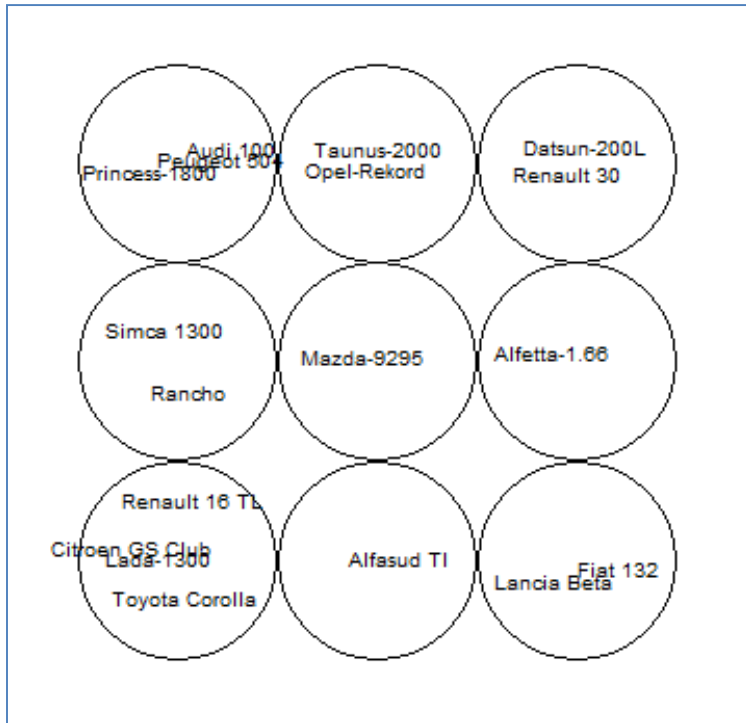 Audi 100
Peugeot 504
Princess-1800
Taunus-2000
Opel-Rekord
Datsun-200L
Renault 30
Simca 1300
Rancho
Mazda-9295
Alfetta-1.66
Renault 16 TL
Citroen GS Club
Lada-1300
Toyota Corolla
Alfasud TI
Fiat 132
Lancia Beta